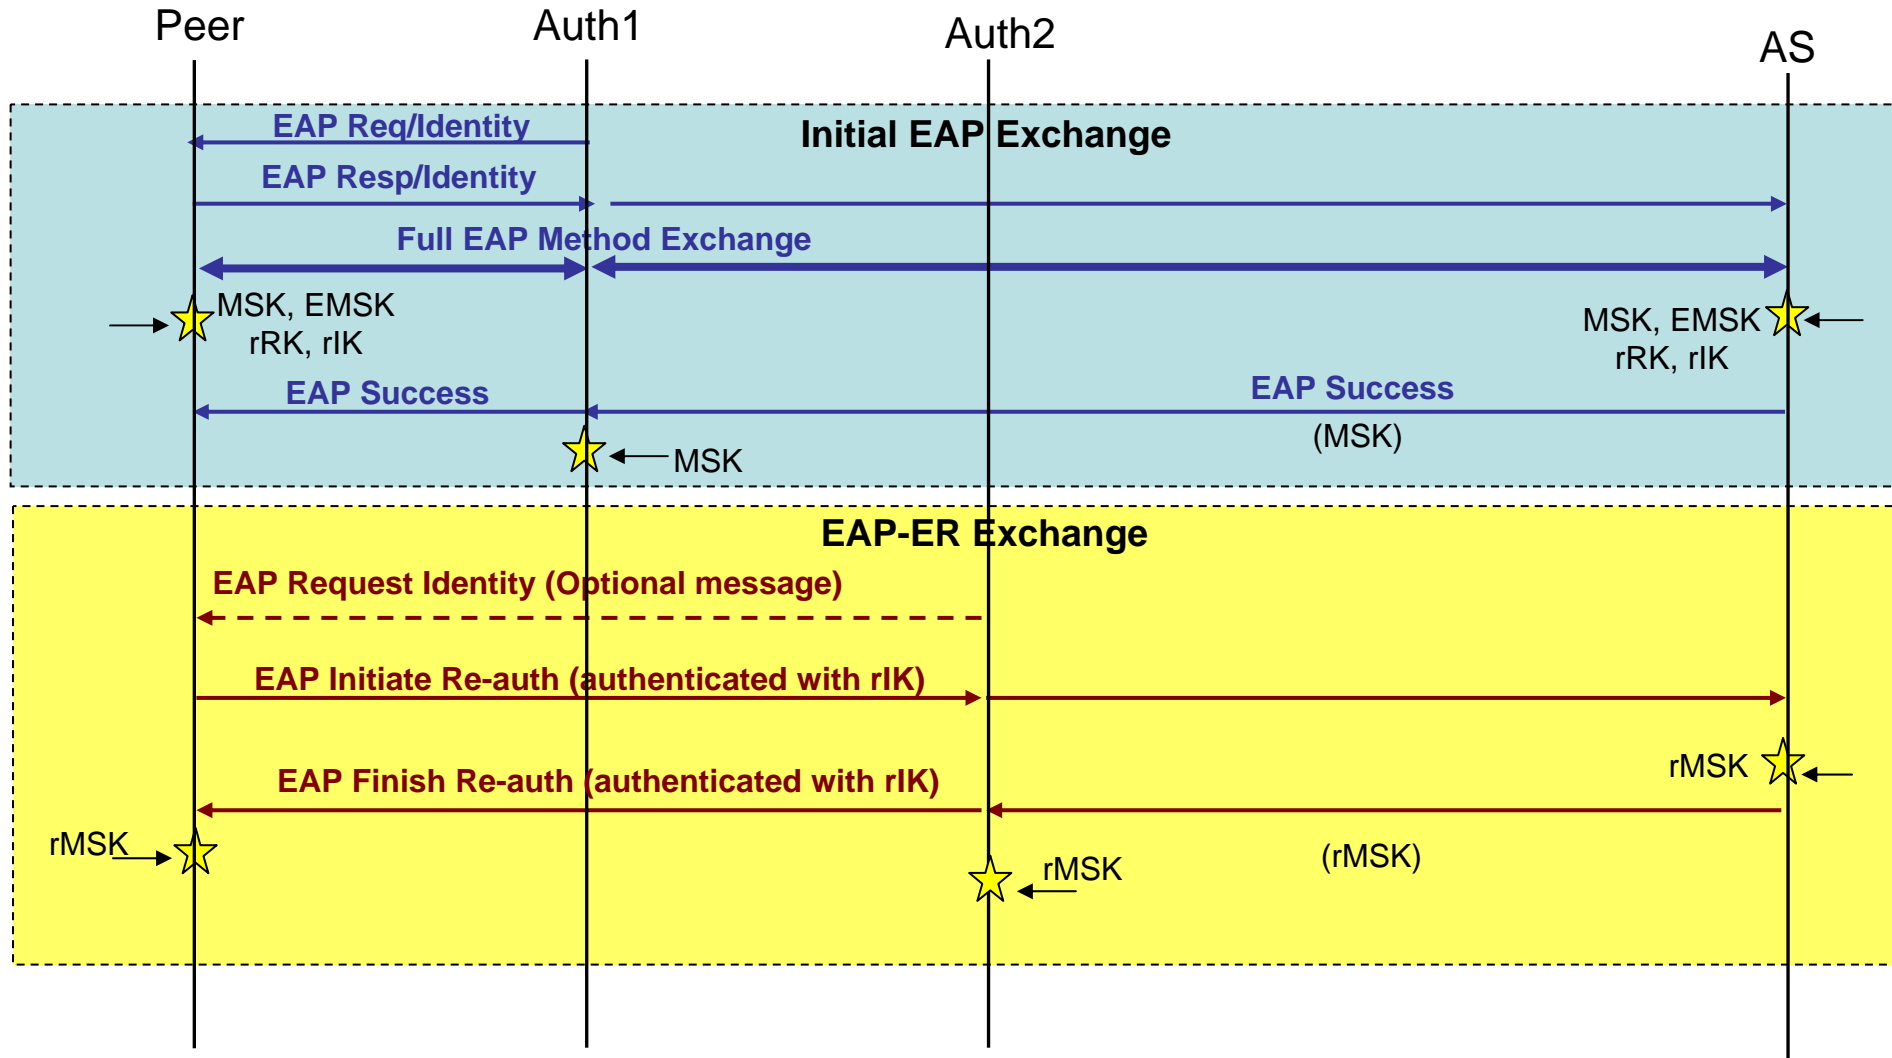 Peer
Auth1
Auth2
AS
EAP Req/Identity
Initial EAP Exchange
EAP Resp/Identity
Full EAP Method Exchange
MSK, EMSK
rRK, rIK
MSK, EMSK
rRK, rIK
EAP Success
EAP Success
(MSK)
MSK
EAP-ER Exchange
EAP Request Identity (Optional message)
EAP Initiate Re-auth (authenticated with rIK)
rMSK
EAP Finish Re-auth (authenticated with rIK)
rMSK
(rMSK)
rMSK